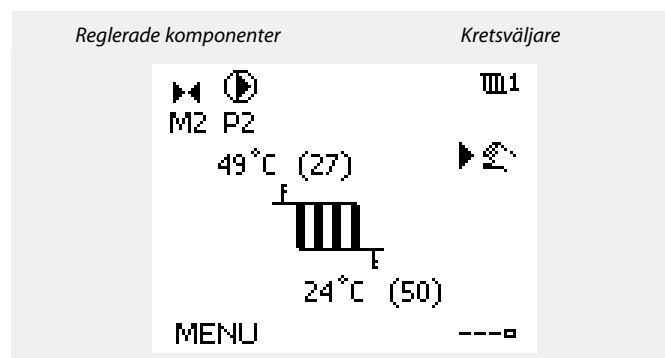 Reglerade komponenter Kretsväljare
1
M2 P2
49°C (27)
24°C (50)
MENU ---